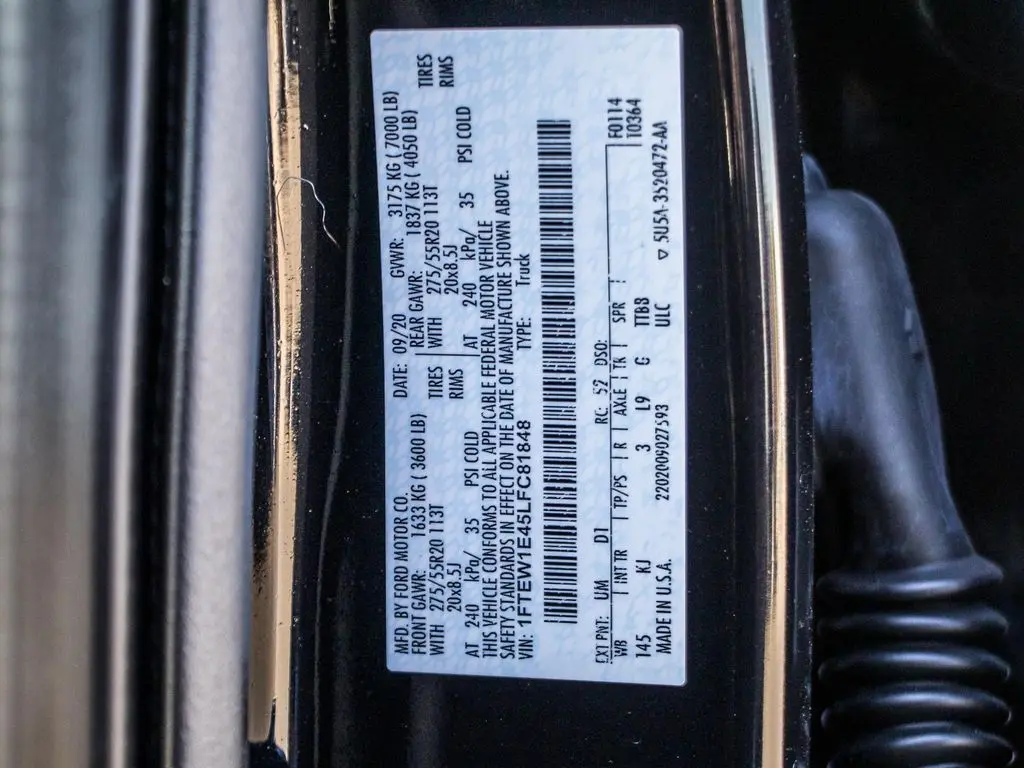 MFD. BY FORD MOTOR CO. DATE: 09/20 GVWR: 3175 KG ( 7000 LB)
FRONT GAWR: 1633 KG ( 3600 LB) REAR GAWR: 1837 KG ( 4050 LB)
WITH 275/55R20 113T TIRES WITH 275/55R20 113T TIRES
20x8.5J RIMS 20x8.5J RIMS
AT 240 kPa/ 35 PSI COLD AT 240 kPa/ 35 PSI COLD
THIS VEHICLE CONFORMS TO ALL APPLICABLE FEDERAL MOTOR VEHICLE
SAFETY STANDARDS IN EFFECT ON THE DATE OF MANUFACTURE SHOWN ABOVE.
VIN: 1FTEW1E45LFC81848 TYPE: Truck
EXT PNT: UM D1 RC: 52 DSO: F0114
WB INT TR TP/PS R AXLE TR SPR 10364
145 KJ 3 L9 G TTBB
MADE IN U.S.A. 2202009027593 ULC ▽ 5U5A-3520472-AA